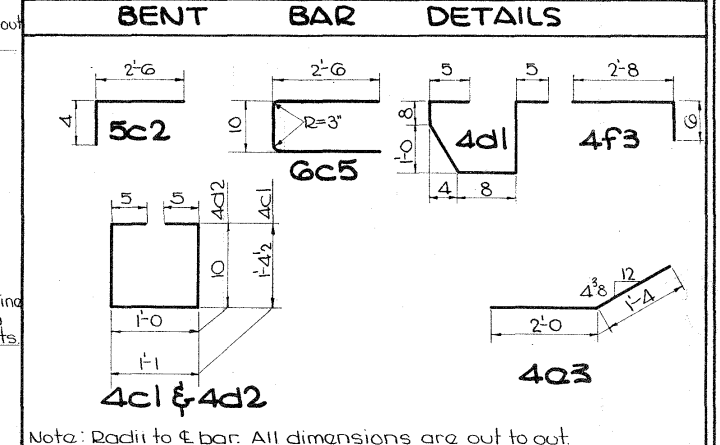 BENT BAR DETAILS
out
2'-6
4
5c2
2'-6
10
R=3"
6c5
5
5
8
1'-0
4d1
4
8
2'-8
4f3
5
5
4d2
4c1
10
1'-4½
1'-0
1'-1
4c1 & 4d2
4⅜
12
1'-4
2'-0
4a3
ts.
Note: Radii to ℄ bar. All dimensions are out to out.